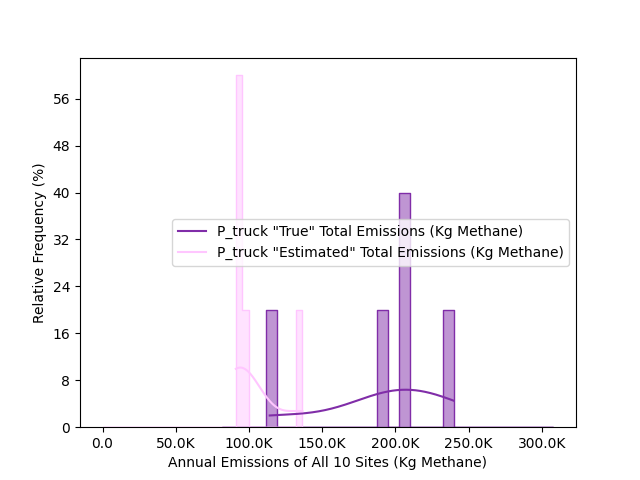 56
48
40
32
24
16
8
0
Relative Frequency (%)
P_truck "True" Total Emissions (Kg Methane)
P_truck "Estimated" Total Emissions (Kg Methane)
0.0 50.0K 100.0K 150.0K 200.0K 250.0K 300.0K
Annual Emissions of All 10 Sites (Kg Methane)